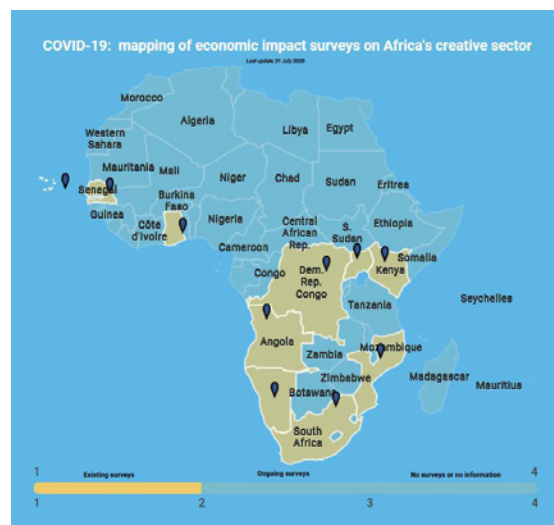 COVID-19: mapping of economic impact surveys on Africa's creative sector
Last update 31 July 2020
Morocco
Algeria
Libya
Egypt
Western
Sahara
Mauritania
Mali
Niger
Chad
Sudan
Eritrea
Senegal
Burkina
Faso
Guinea
Côte
d'Ivoire
Nigeria
Central
African
Rep.
S.
Sudan
Ethiopia
Cameroon
Somalia
Congo
Dem.
Rep.
Congo
Kenya
Seychelles
Tanzania
Angola
Zambia
Mozambique
Zimbabwe
Madagascar
Mauritius
Botswana
South
Africa
1 Existing surveys Ongoing surveys No surveys or no information 4
1 2 3 4